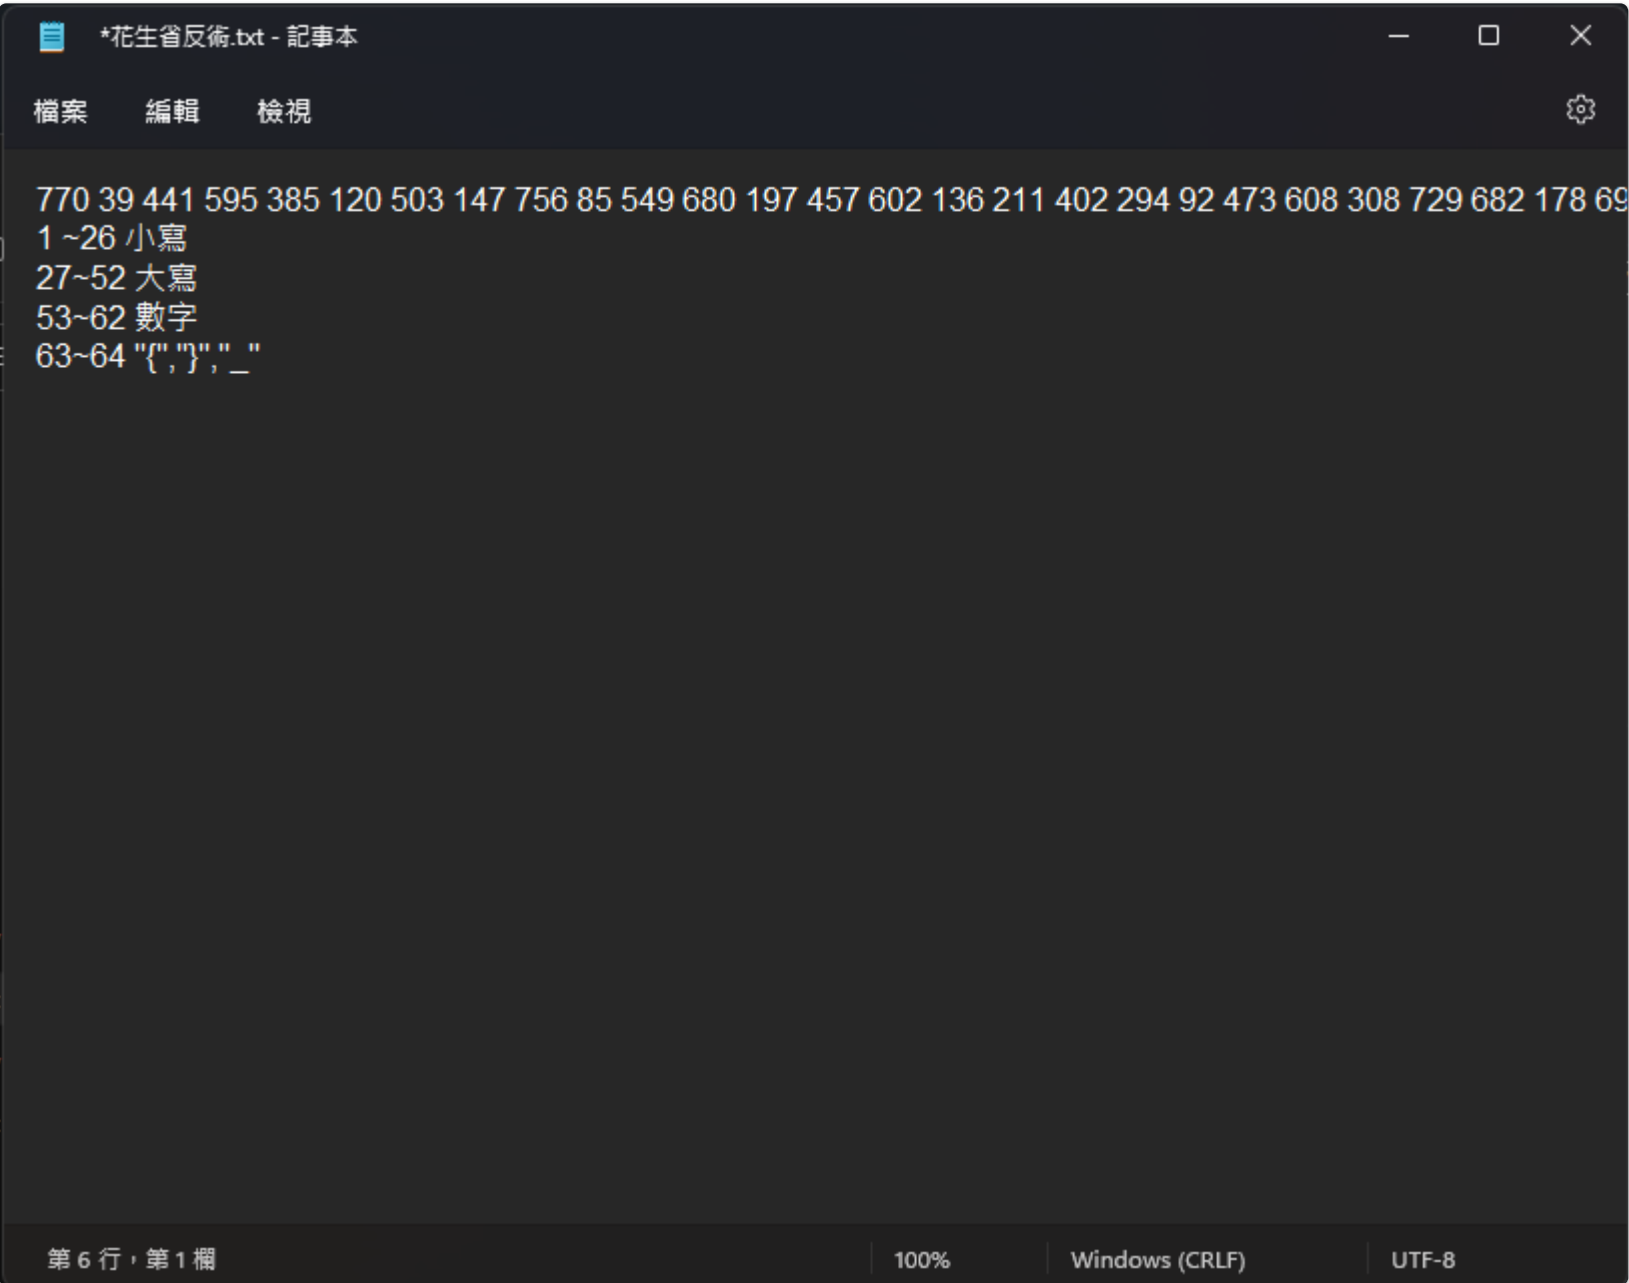 *花生省反術.txt - 記事本
檔案 編輯 檢視
770 39 441 595 385 120 503 147 756 85 549 680 197 457 602 136 211 402 294 92 473 608 308 729 682 178 69
1 ~26 小寫
27~52 大寫
53~62 數字
63~64 "{","}","_"
第 6 行，第 1 欄 100% Windows (CRLF) UTF-8